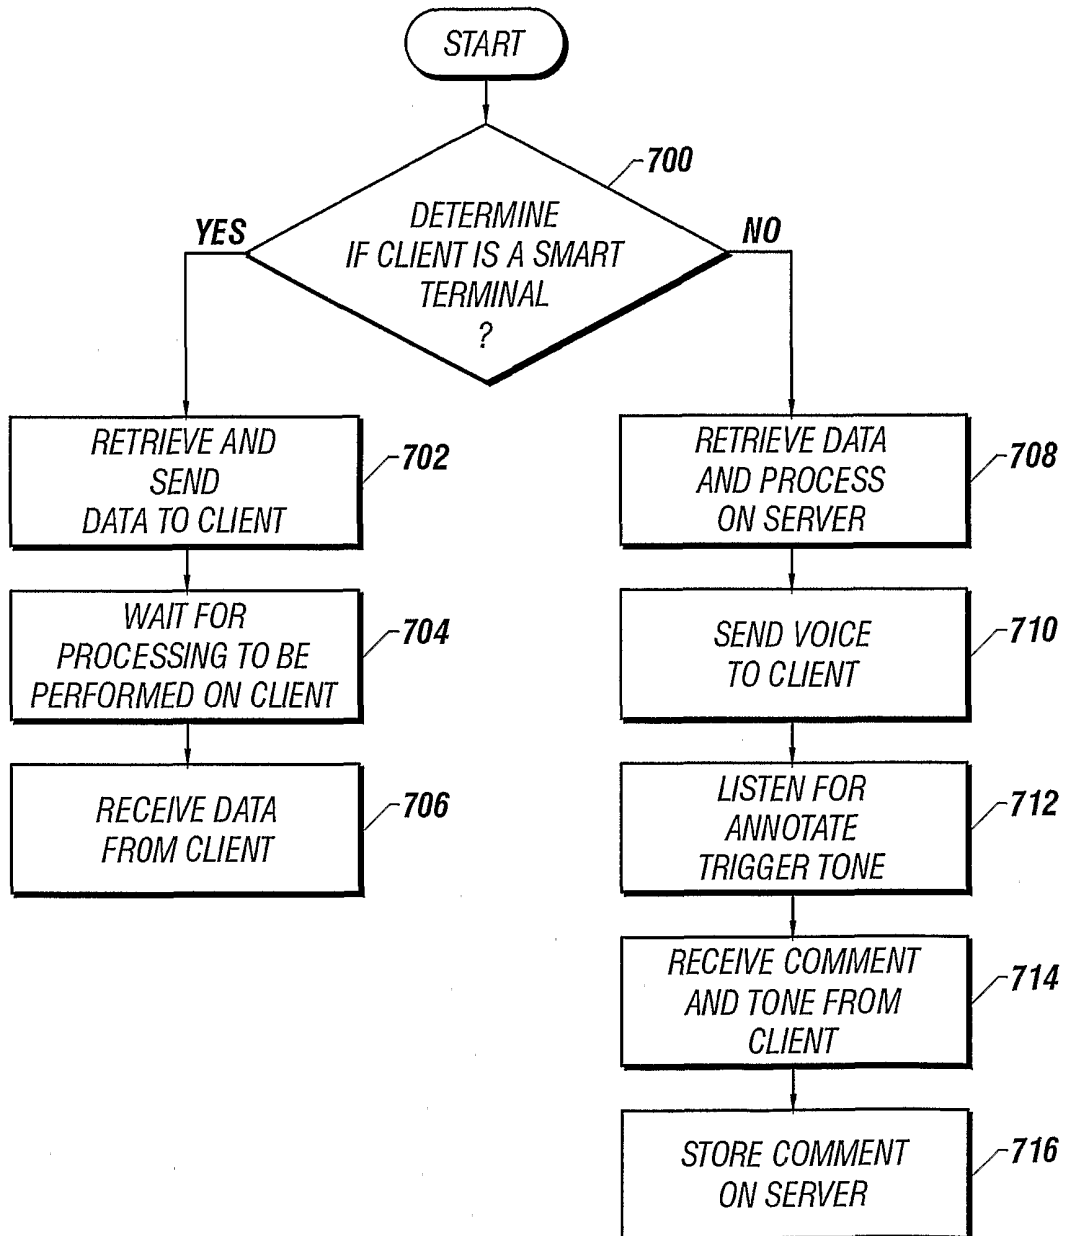 START
700
DETERMINE
IF CLIENT IS A SMART
TERMINAL
?
YES
NO
RETRIEVE AND
SEND
DATA TO CLIENT
702
WAIT FOR
PROCESSING TO BE
PERFORMED ON CLIENT
704
RECEIVE DATA
FROM CLIENT
706
RETRIEVE DATA
AND PROCESS
ON SERVER
708
SEND VOICE
TO CLIENT
710
LISTEN FOR
ANNOTATE
TRIGGER TONE
712
RECEIVE COMMENT
AND TONE FROM
CLIENT
714
STORE COMMENT
ON SERVER
716